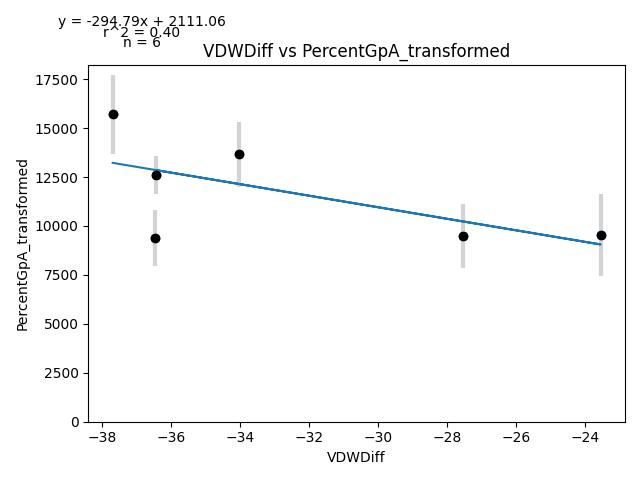 y = -294.79x + 2111.06
r^2 = 0.40
n = 6
VDWDiff vs PercentGpA_transformed
17500
15000
12500
10000
7500
5000
2500
0
PercentGpA_transformed
−38 −36 −34 −32 −30 −28 −26 −24
VDWDiff